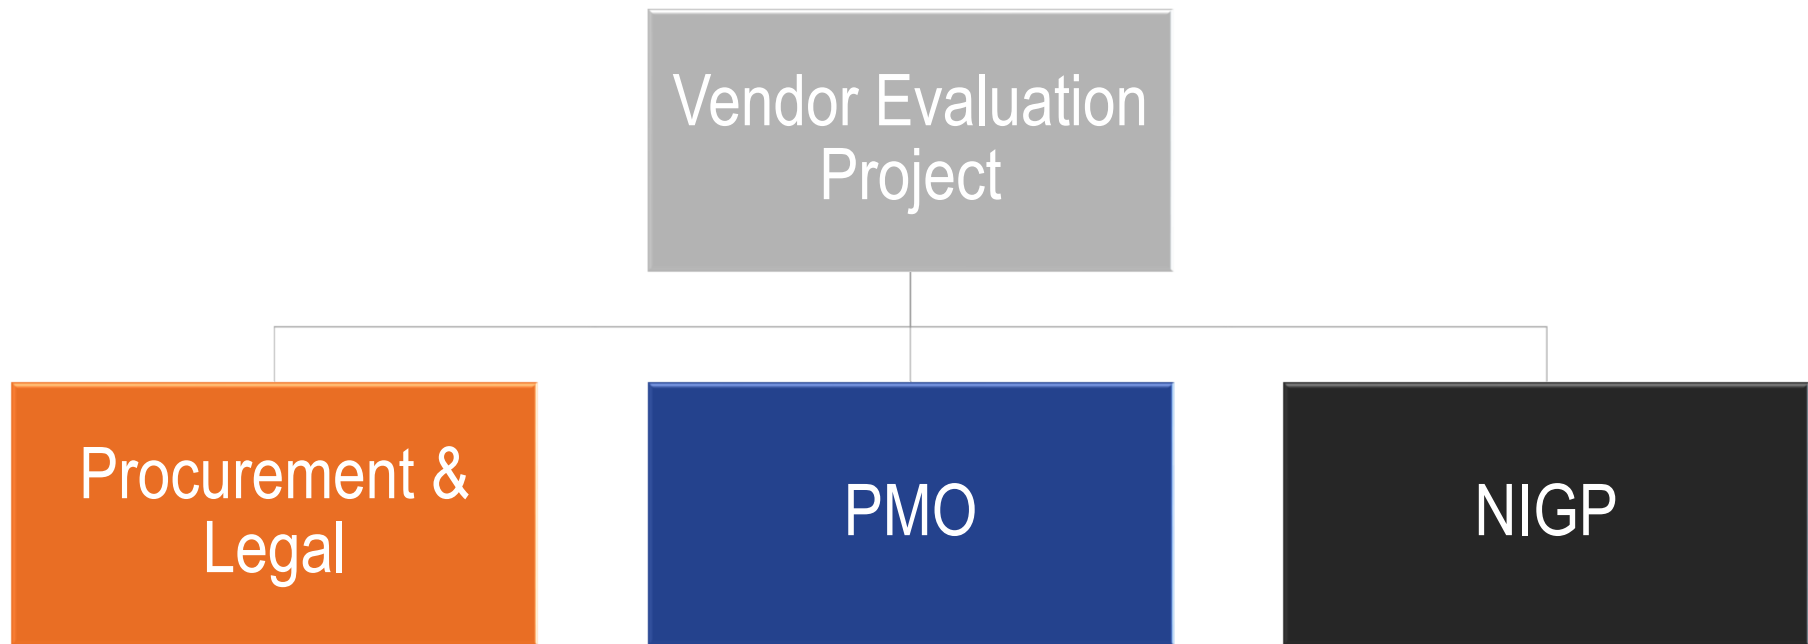 Vendor Evaluation
Project
Procurement &
Legal
PMO
NIGP